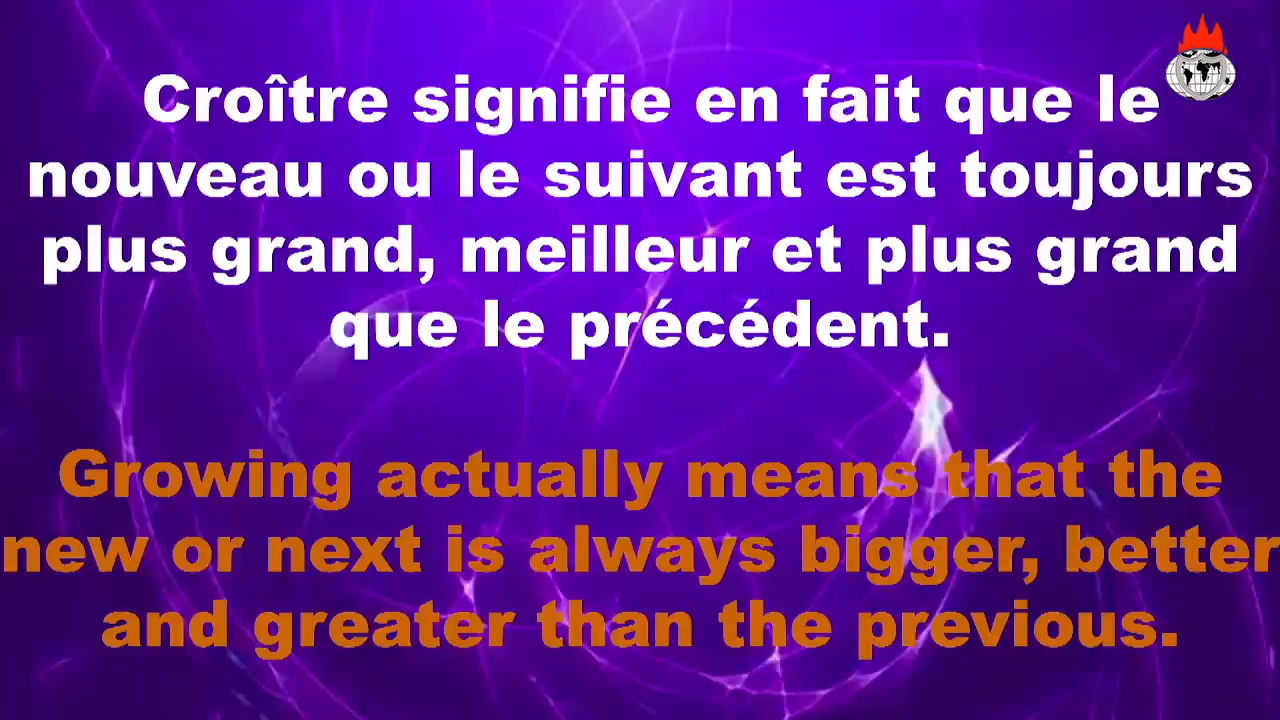 Croître signifie en fait que le
nouveau ou le suivant est toujours
plus grand, meilleur et plus grand
que le précédent.
Growing actually means that the
new or next is always bigger, better
and greater than the previous.